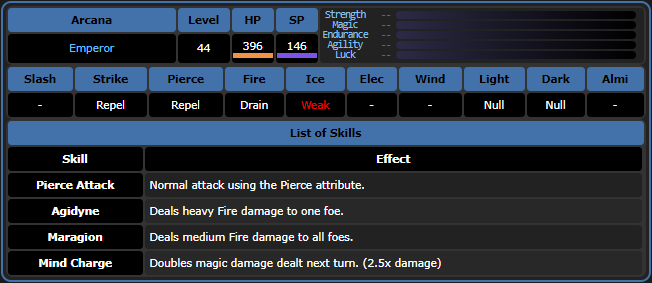 Arcana Level HP SP
Emperor 44 396 146
Strength --
Magic --
Endurance --
Agility --
Luck --
Slash Strike Pierce Fire Ice Elec Wind Light Dark Almi
- Repel Repel Drain Weak - - Null Null -
List of Skills
Skill Effect
Pierce Attack Normal attack using the Pierce attribute.
Agidyne Deals heavy Fire damage to one foe.
Maragion Deals medium Fire damage to all foes.
Mind Charge Doubles magic damage dealt next turn. (2.5x damage)